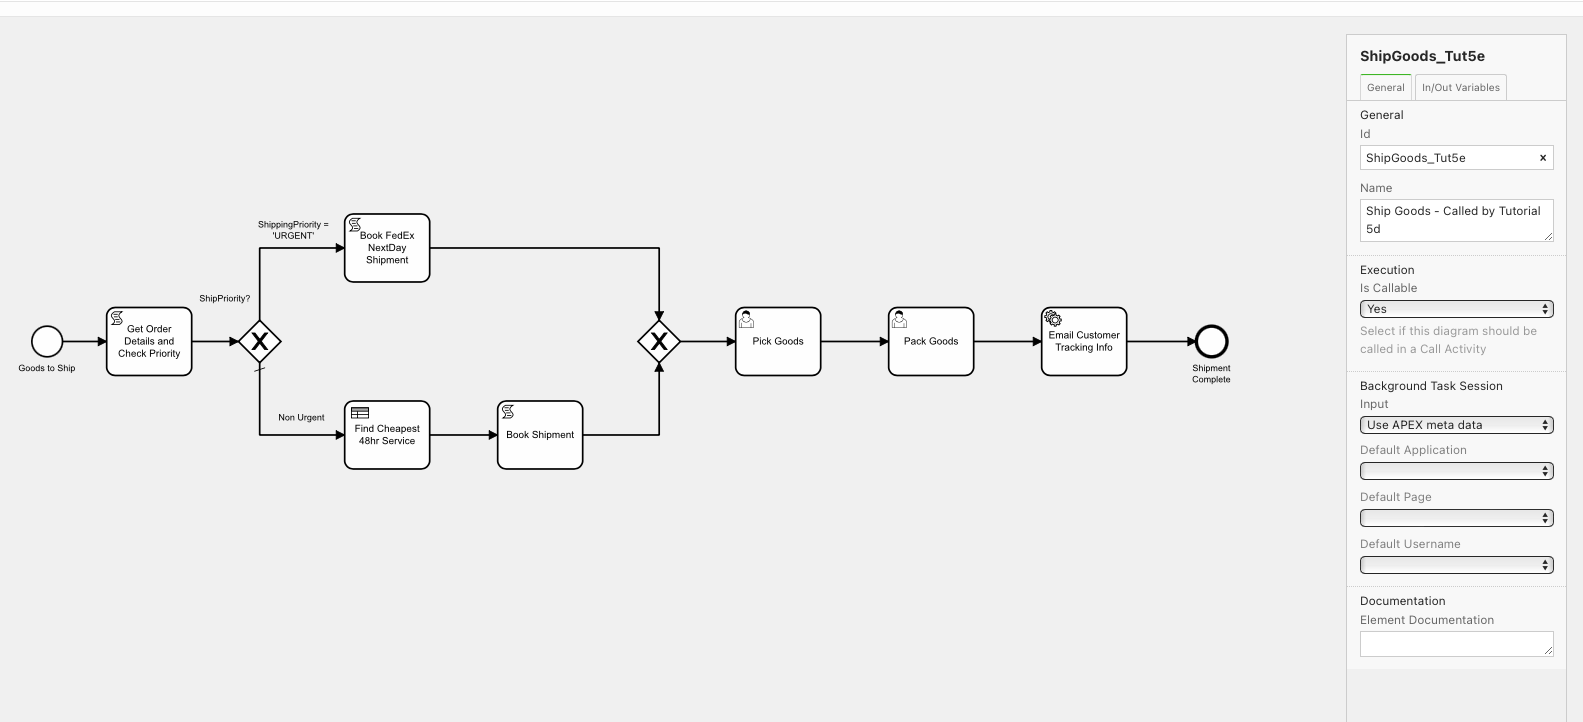 ShippingPriority =
'URGENT'
Book FedEx
NextDay
Shipment
ShipPriority?
Goods to Ship
Get Order
Details and
Check Priority
X
Non Urgent
Find Cheapest
48hr Service
Book Shipment
X
Pick Goods
Pack Goods
Email Customer
Tracking Info
Shipment
Complete
ShipGoods_Tut5e
General
In/Out Variables
General
Id
ShipGoods_Tut5e
Name
Ship Goods - Called by Tutorial
5d
Execution
Is Callable
Yes
Select if this diagram should be
called in a Call Activity
Background Task Session
Input
Use APEX meta data
Default Application
Default Page
Default Username
Documentation
Element Documentation